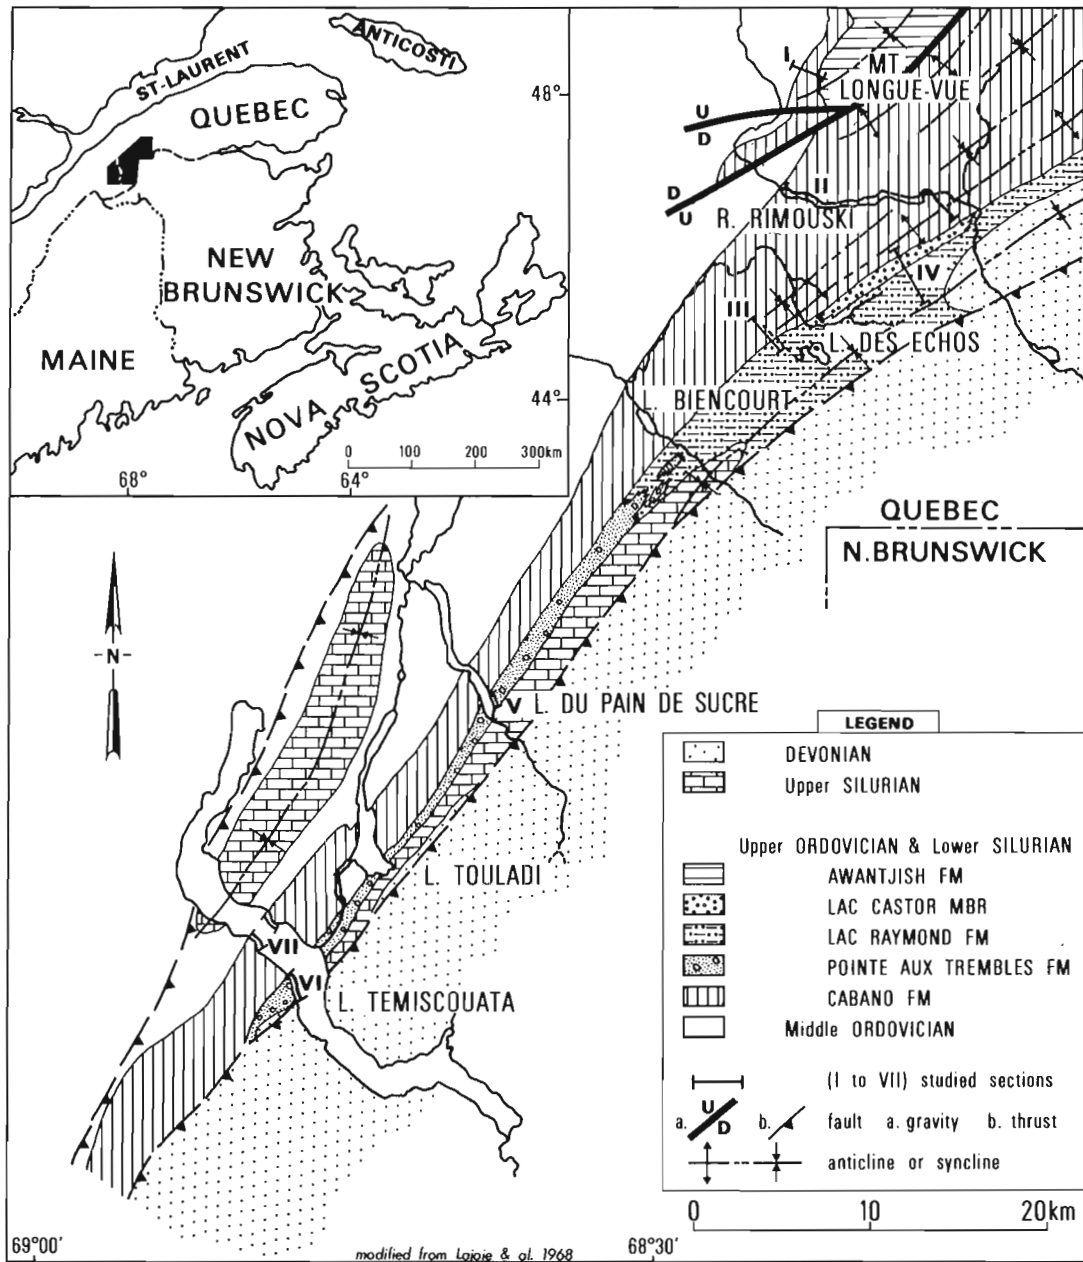 ANTICOSTI
ST-LAURENT
QUEBEC
48°
NEW
BRUNSWICK
MAINE
NOVA SCOTIA
44°
0 100 200 300km
68° 64°
I
MT
LONGUE-VUE
U
D
D
U
II
R. RIMOUSKI
IV
III
L. DES ECHOS
L. BIENCOURT
QUEBEC
N.BRUNSWICK
N
V L. DU PAIN DE SUCRE
L. TOULADI
VII
VI L. TEMISCOUATA
LEGEND
DEVONIAN
Upper SILURIAN
Upper ORDOVICIAN & Lower SILURIAN
AWANTJISH FM
LAC CASTOR MBR
LAC RAYMOND FM
POINTE AUX TREMBLES FM
CABANO FM
Middle ORDOVICIAN
(I to VII) studied sections
a. U D b. fault a. gravity b. thrust
anticline or syncline
0 10 20km
69°00' 68°30'
modified from Lajoie & al. 1968